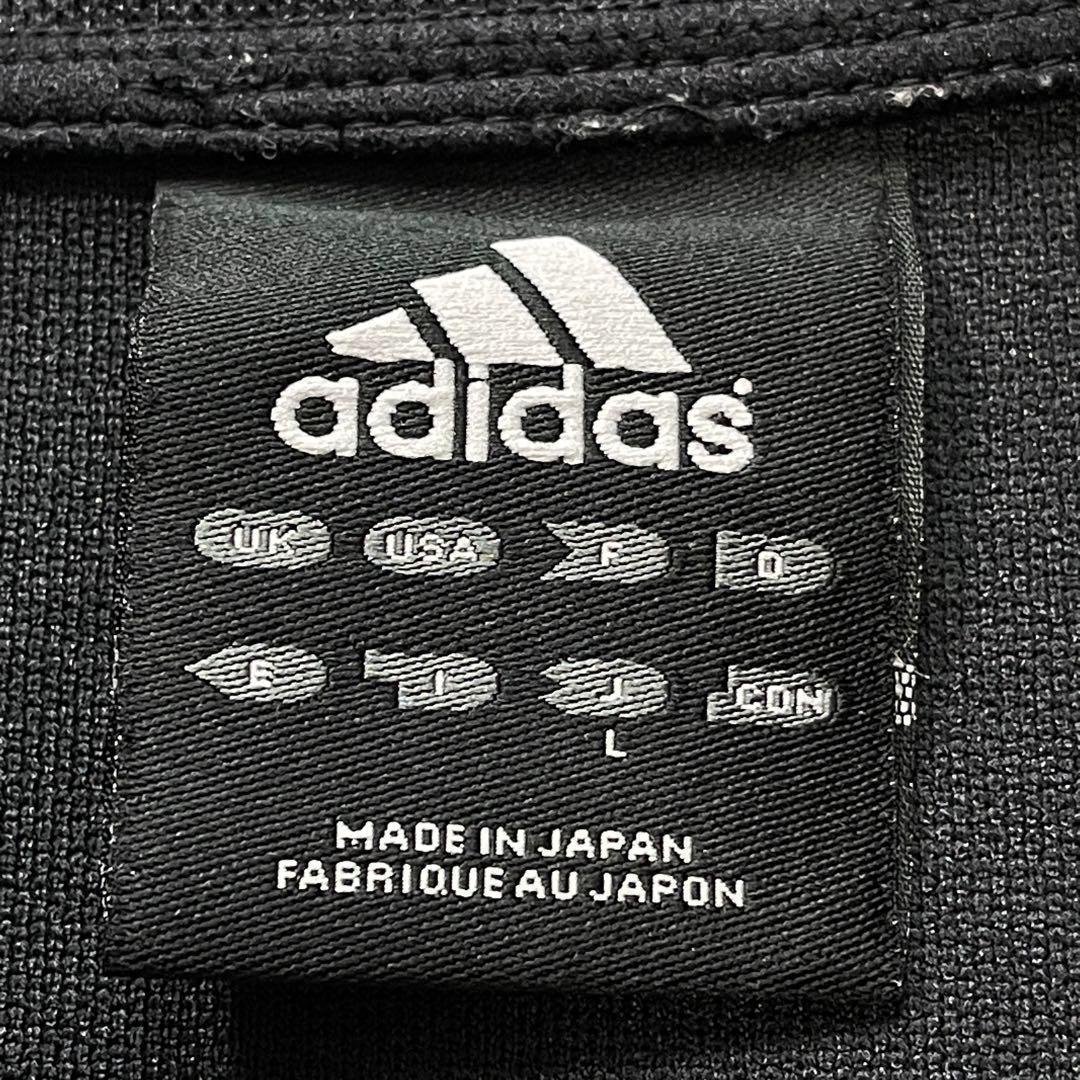 adidas
UK USA F D
E I J CDN
L
MADE IN JAPAN
FABRIQUE AU JAPON